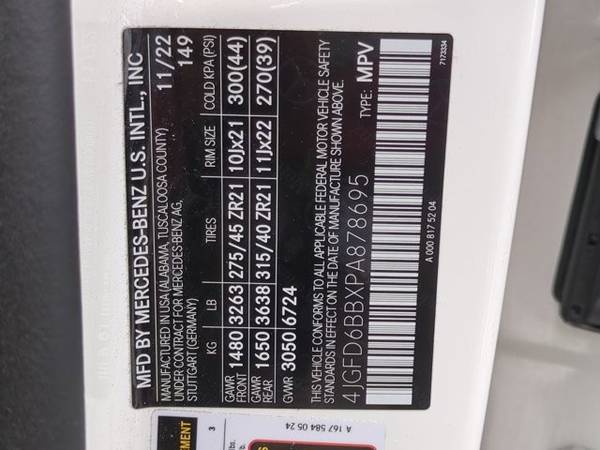 MFD BY MERCEDES-BENZ U.S. INTL., INC
MANUFACTURED IN USA (ALABAMA, TUSCALOOSA COUNTY) 11/22
UNDER CONTRACT FOR MERCEDES-BENZ AG, 149
STUTTGART (GERMANY)
KG LB TIRES RIM SIZE COLD KPA (PSI)
GAWR FRONT 1480 3263 275/45 ZR21 10Jx21 300(44)
GAWR REAR 1650 3638 315/40 ZR21 11Jx22 270(39)
GVWR 3050 6724
THIS VEHICLE CONFORMS TO ALL APPLICABLE FEDERAL MOTOR VEHICLE SAFETY
STANDARDS IN EFFECT ON THE DATE OF MANUFACTURE SHOWN ABOVE.
4JGFD6BBXPA878695 TYPE: MPV
A 000 817 52 04 7173334
A 167 584 05 24
EMENT
3
lbs.